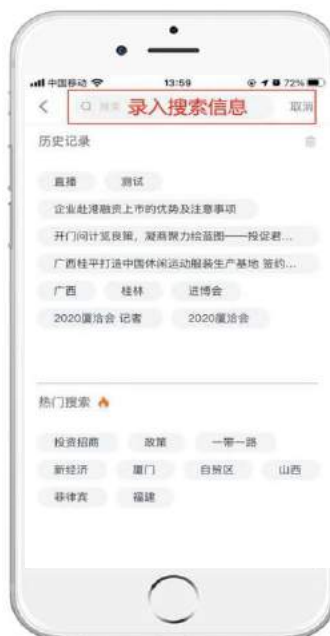 中国移动 13:59 72%
搜索 录入搜索信息 取消
历史记录
直播 测试
企业赴港融资上市的优势及注意事项
开门问计览良策，凝商聚力绘蓝图——投促君...
广西桂平打造中国休闲运动服装生产基地 签约...
广西 桂林 进博会
2020厦洽会 记者 2020厦洽会
热门搜索
投资招商 政策 一带一路
新经济 厦门 自贸区 山西
菲律宾 福建